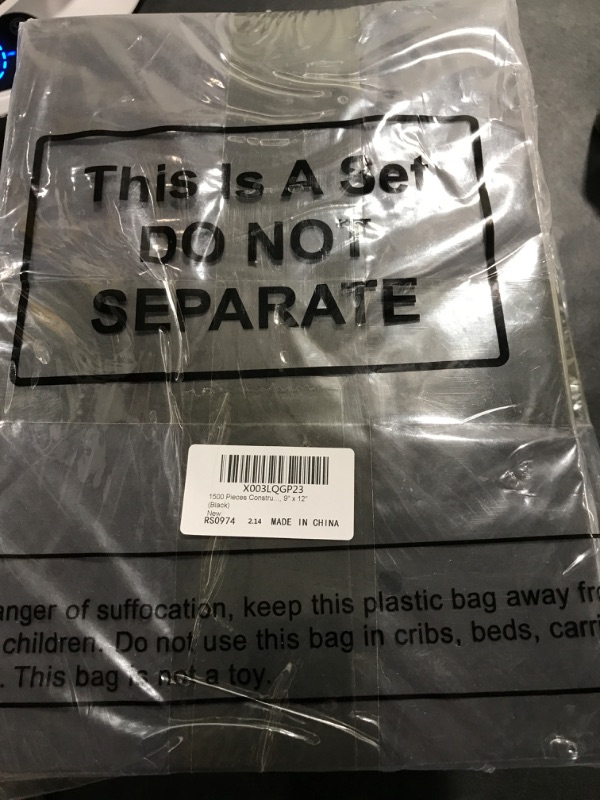 This Is A Set
DO NOT
SEPARATE
X003LQGP23
1500 Pieces Constru..., 9" x 12"
(Black)
New
RS0974 2.14 MADE IN CHINA
anger of suffocation, keep this plastic bag away fr
children. Do not use this bag in cribs, beds, carri
. This bag is not a toy.